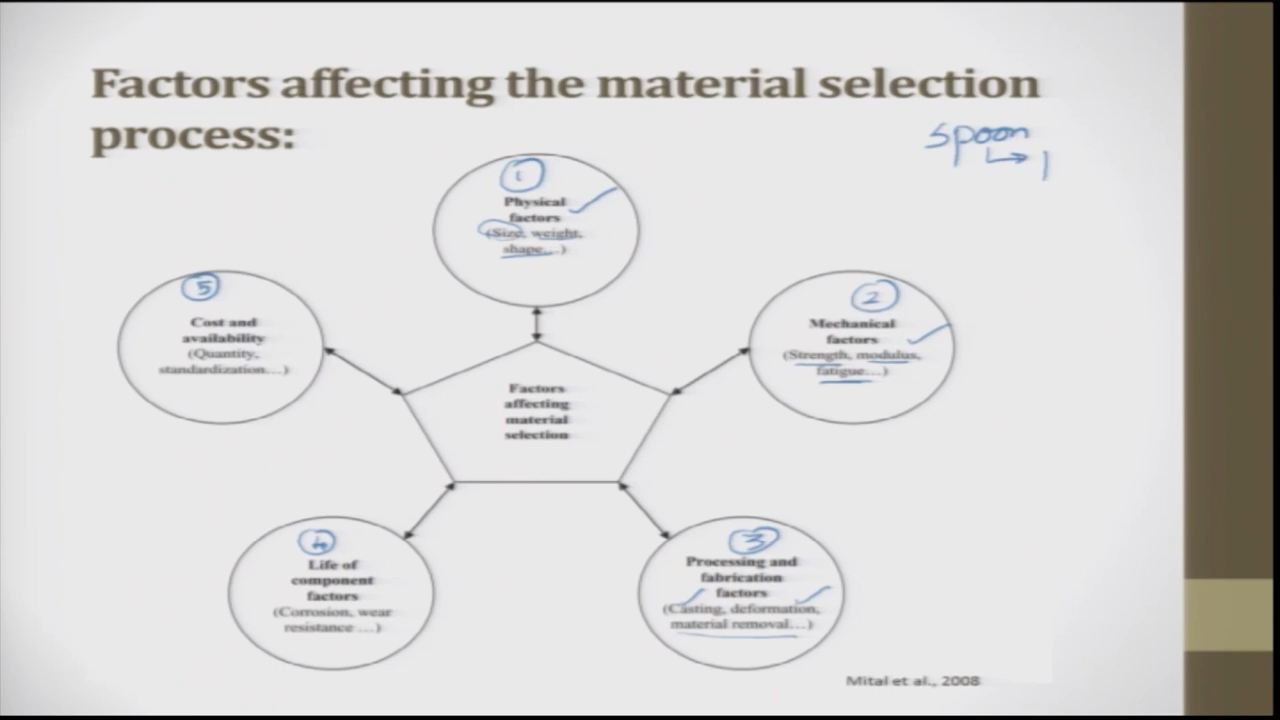 Factors affecting the material selection
process:
spoon
↳ 1
1
Physical
factors
(Size, weight,
shape...)
2
Mechanical
factors
(Strength, modulus,
fatigue...)
3
Processing and
fabrication
factors
(Casting, deformation,
material removal...)
4
Life of
component
factors
(Corrosion, wear
resistance ...)
5
Cost and
availability
(Quantity,
standardization...)
Factors
affecting
material
selection
Mital et al., 2008